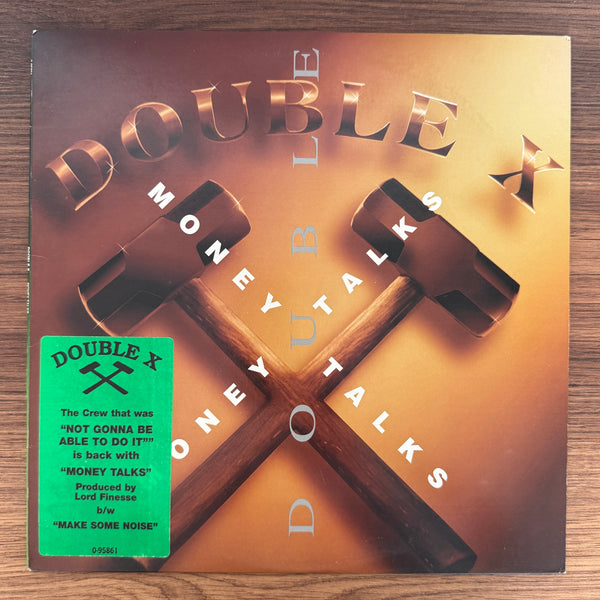 DOUBLE X
DOUBLE
MONEY TALKS
MONEY TALKS
DOUBLE X
The Crew that was
"NOT GONNA BE
ABLE TO DO IT""
is back with
"MONEY TALKS"
Produced by
Lord Finesse
b/w
"MAKE SOME NOISE"
0-95861